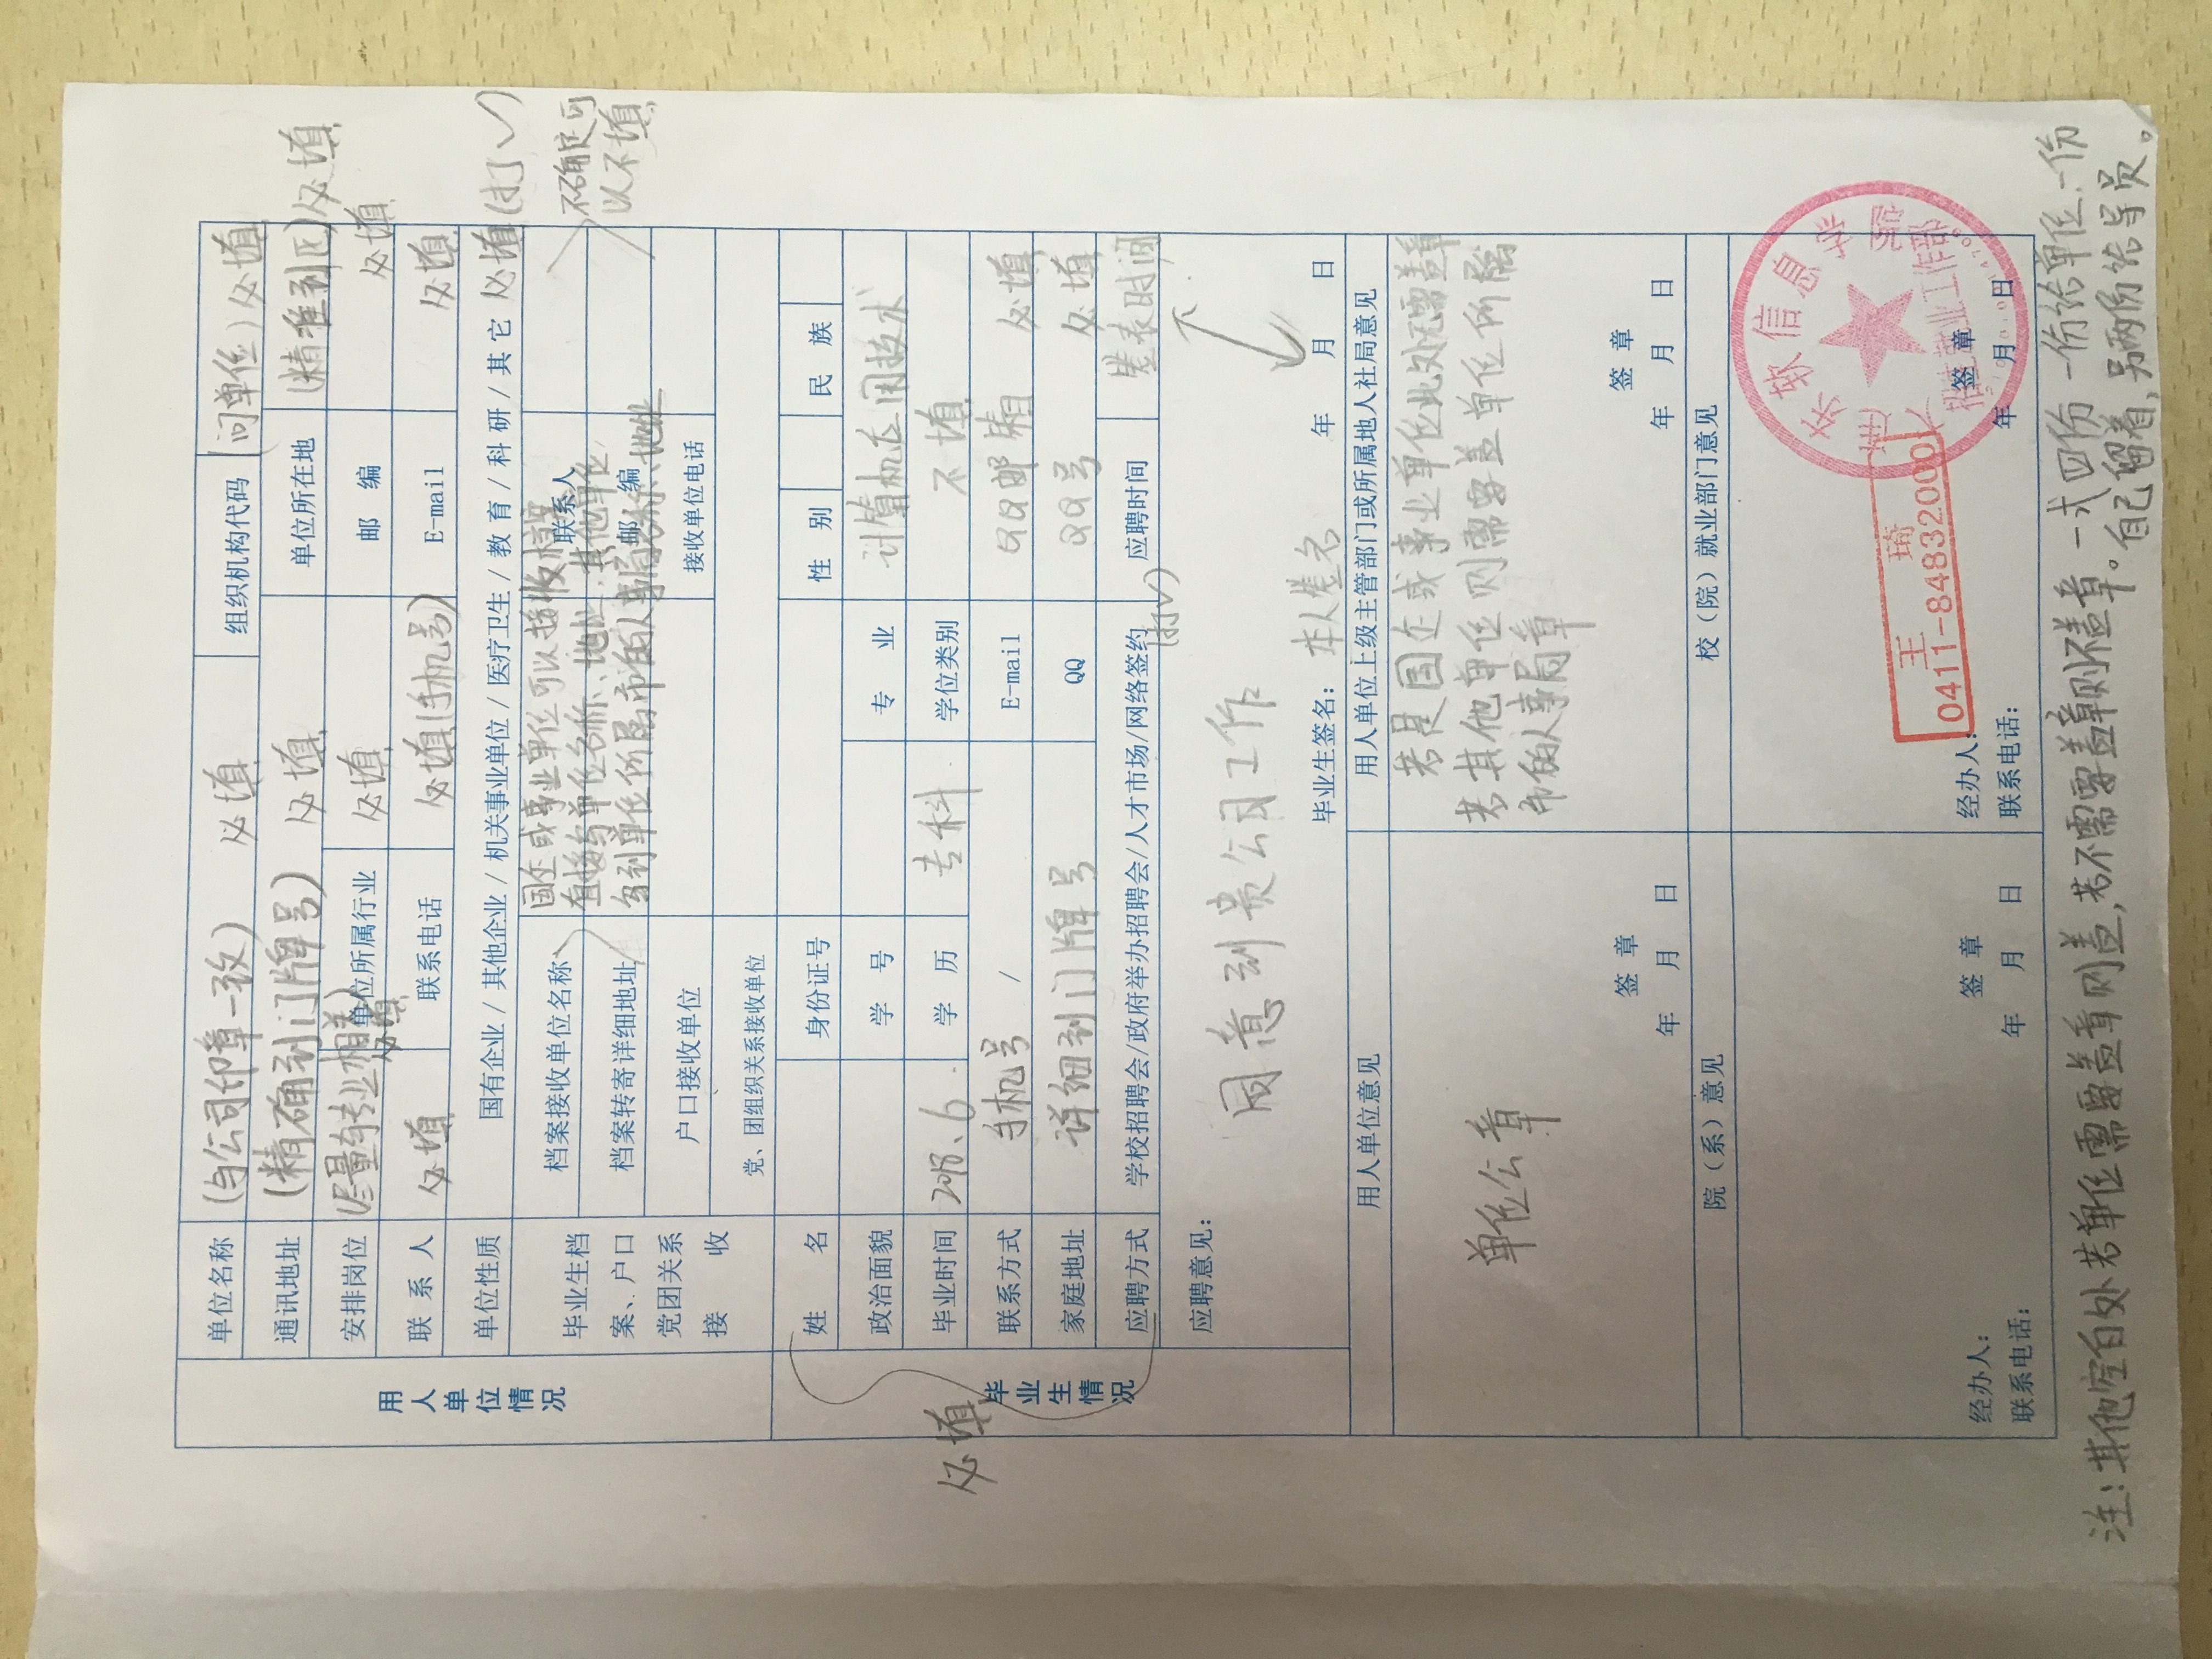 用人单位情况
单位名称 (与公司印章一致) 必填 组织机构代码 (问单位)必填
通讯地址 (精确到门牌号) 必填 单位所在地 (精准到区)必填
安排岗位 (尽量与专业相关) 必填 单位所属行业 必填 邮 编 必填
联系人 必填 联系电话 必填(手机号) E-mail 必填
单位性质 国有企业 / 其他企业 / 机关事业单位 / 医疗卫生 / 教 育 / 科 研 / 其 它 必填(打√)
毕业生档案、户口党团关系接 收
档案接收单位名称 国企或事业单位可以接收档案 联系人
直接写单位名称、地址,其他单位
不确定可以不填
档案转寄详细地址 写到单位所属市的人事局名称、地址 邮 编
户口接收单位 接收单位电话
党、团组织关系接收单位
必填
毕业生情况
姓 名 身份证号 性 别 民 族
政治面貌 学 号 专 业 计算机应用技术
毕业时间 2018、6. 学 历 专科 学位类别 不填
联系方式 手机号 / E-mail QQ邮箱 必填
家庭地址 详细到门牌号 QQ QQ号 必填
应聘方式 学校招聘会/政府举办招聘会/人才市场/网络签约 (打√) 应聘时间 签表时间
应聘意见:
同意到贵公司工作
毕业生签名: 本人签名 年 月 日
用人单位意见 用人单位上级主管部门或所属地人社局意见
若是国企或事业单位此处无需盖章
单位公章 若其他单位则需要盖单位所属
市的人事局章
签 章 签 章
年 月 日 年 月 日
院（系）意见 校（院）就业部门意见
大连东软信息学院
招生就业工作部
王 琦
0411-84832000
经办人: 签 章 经办人: 签 章
联系电话: 年 月 日 联系电话: 年 月 日
注:其他空白处若单位需要盖章则盖,若不需要盖章则不盖章。一式四份 一份给单位、一份
自己留着,另两份给导员。